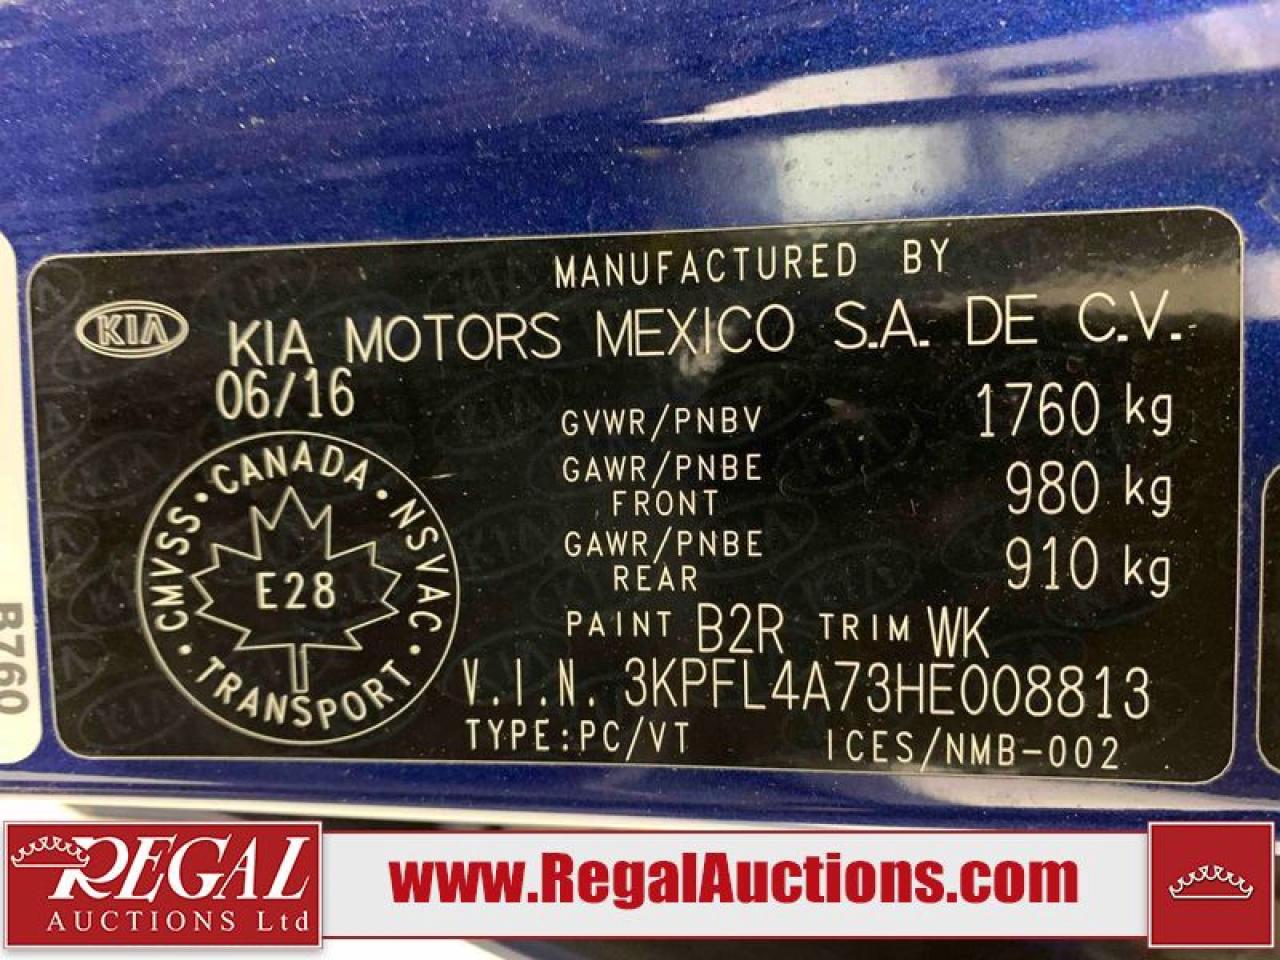 MANUFACTURED BY
KIA
KIA MOTORS MEXICO S.A. DE C.V.
06/16
GVWR/PNBV 1760 kg
GAWR/PNBE FRONT 980 kg
GAWR/PNBE REAR 910 kg
CANADA • NSVAC • TRANSPORT • CMVSS •
E28
PAINT B2R TRIM WK
V.I.N. 3KPFL4A73HE008813
TYPE:PC/VT ICES/NMB-002
B760
REGAL
AUCTIONS Ltd
www.RegalAuctions.com